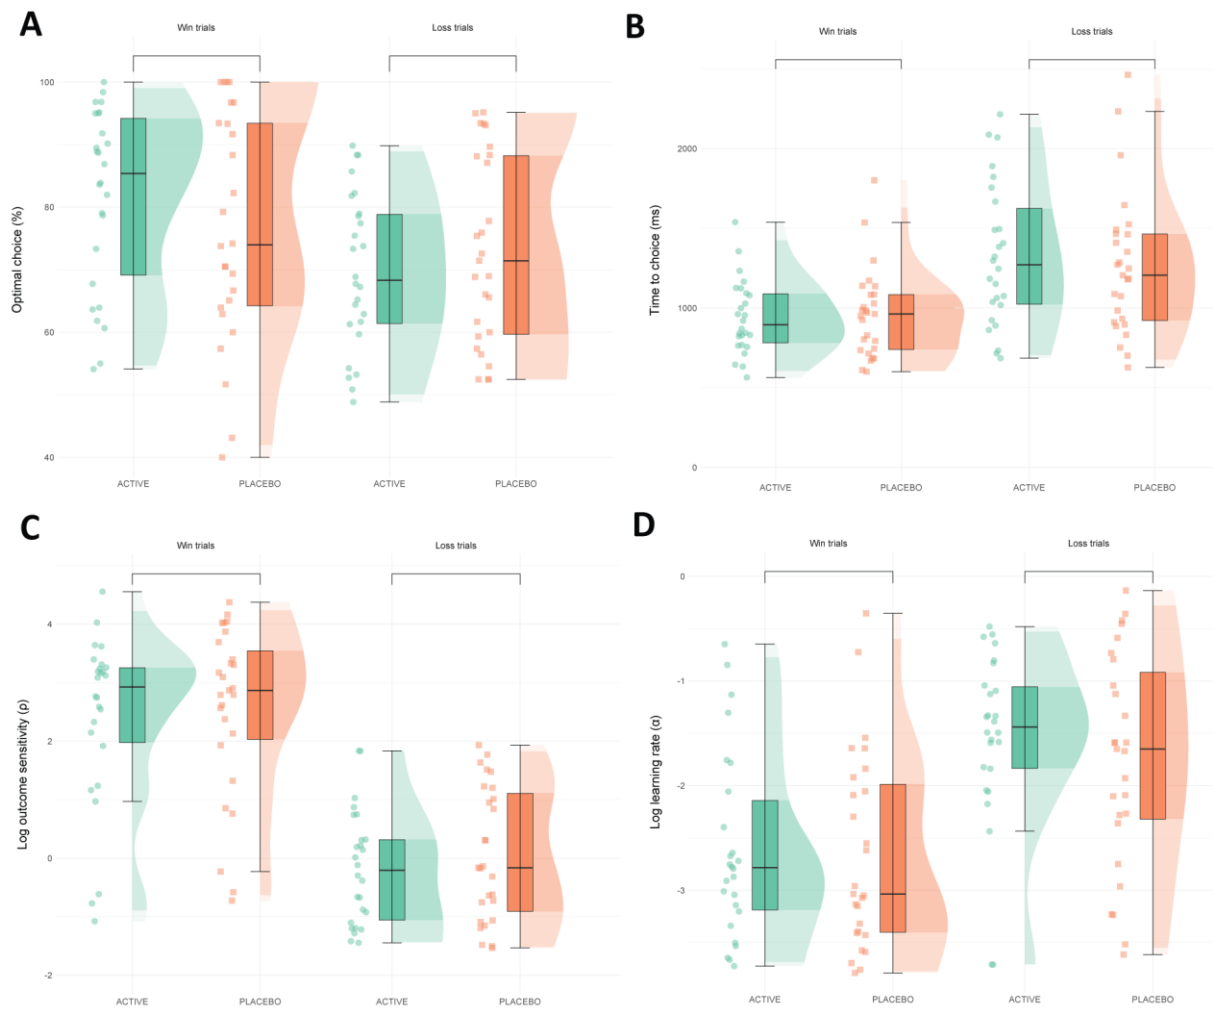 A
Win trials
Loss trials
Optimal choice (%)
100
80
60
40
ACTIVE
PLACEBO
ACTIVE
PLACEBO
B
Win trials
Loss trials
Time to choice (ms)
2000
1000
0
ACTIVE
PLACEBO
ACTIVE
PLACEBO
C
Win trials
Loss trials
Log outcome sensitivity (ρ)
4
2
0
-2
ACTIVE
PLACEBO
ACTIVE
PLACEBO
D
Win trials
Loss trials
Log learning rate (α)
0
-1
-2
-3
ACTIVE
PLACEBO
ACTIVE
PLACEBO